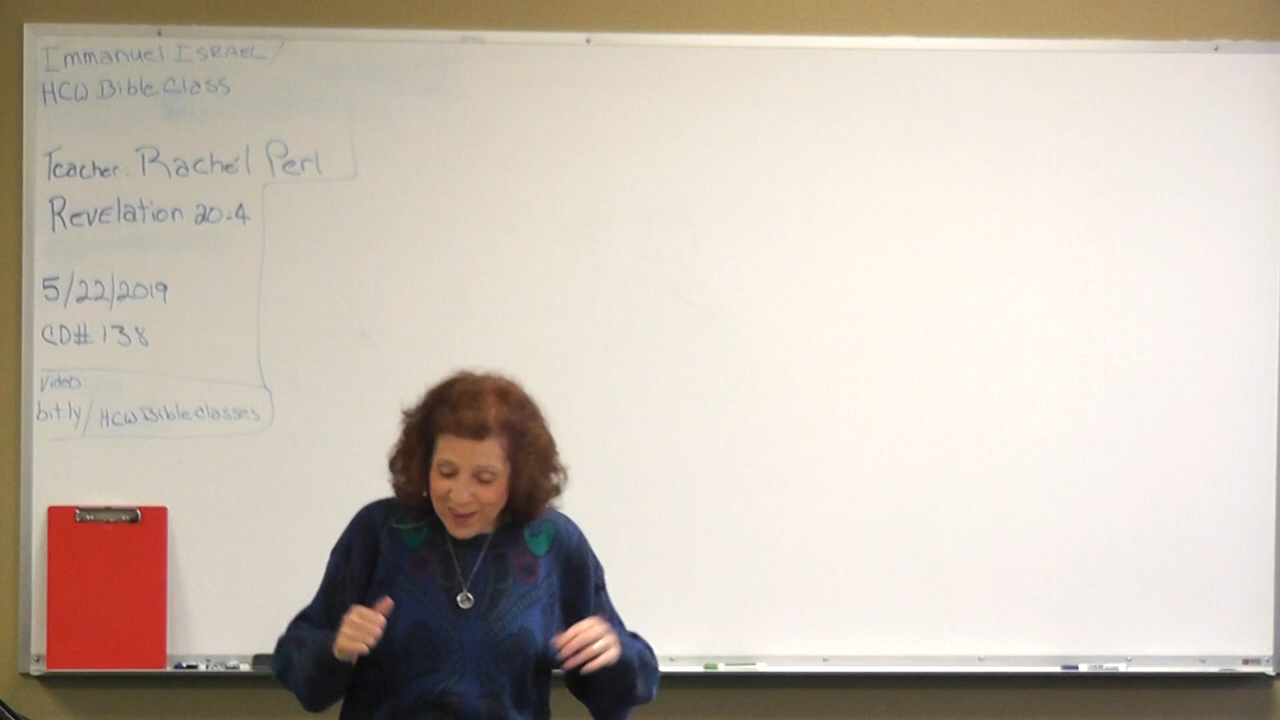 Immanuel ISRAEL
HCW Bible Class
Teacher: Rachel Perl
Revelation 20:4
5/22/2019
CD# 138
Video:
bit.ly/HCWBibleClasses